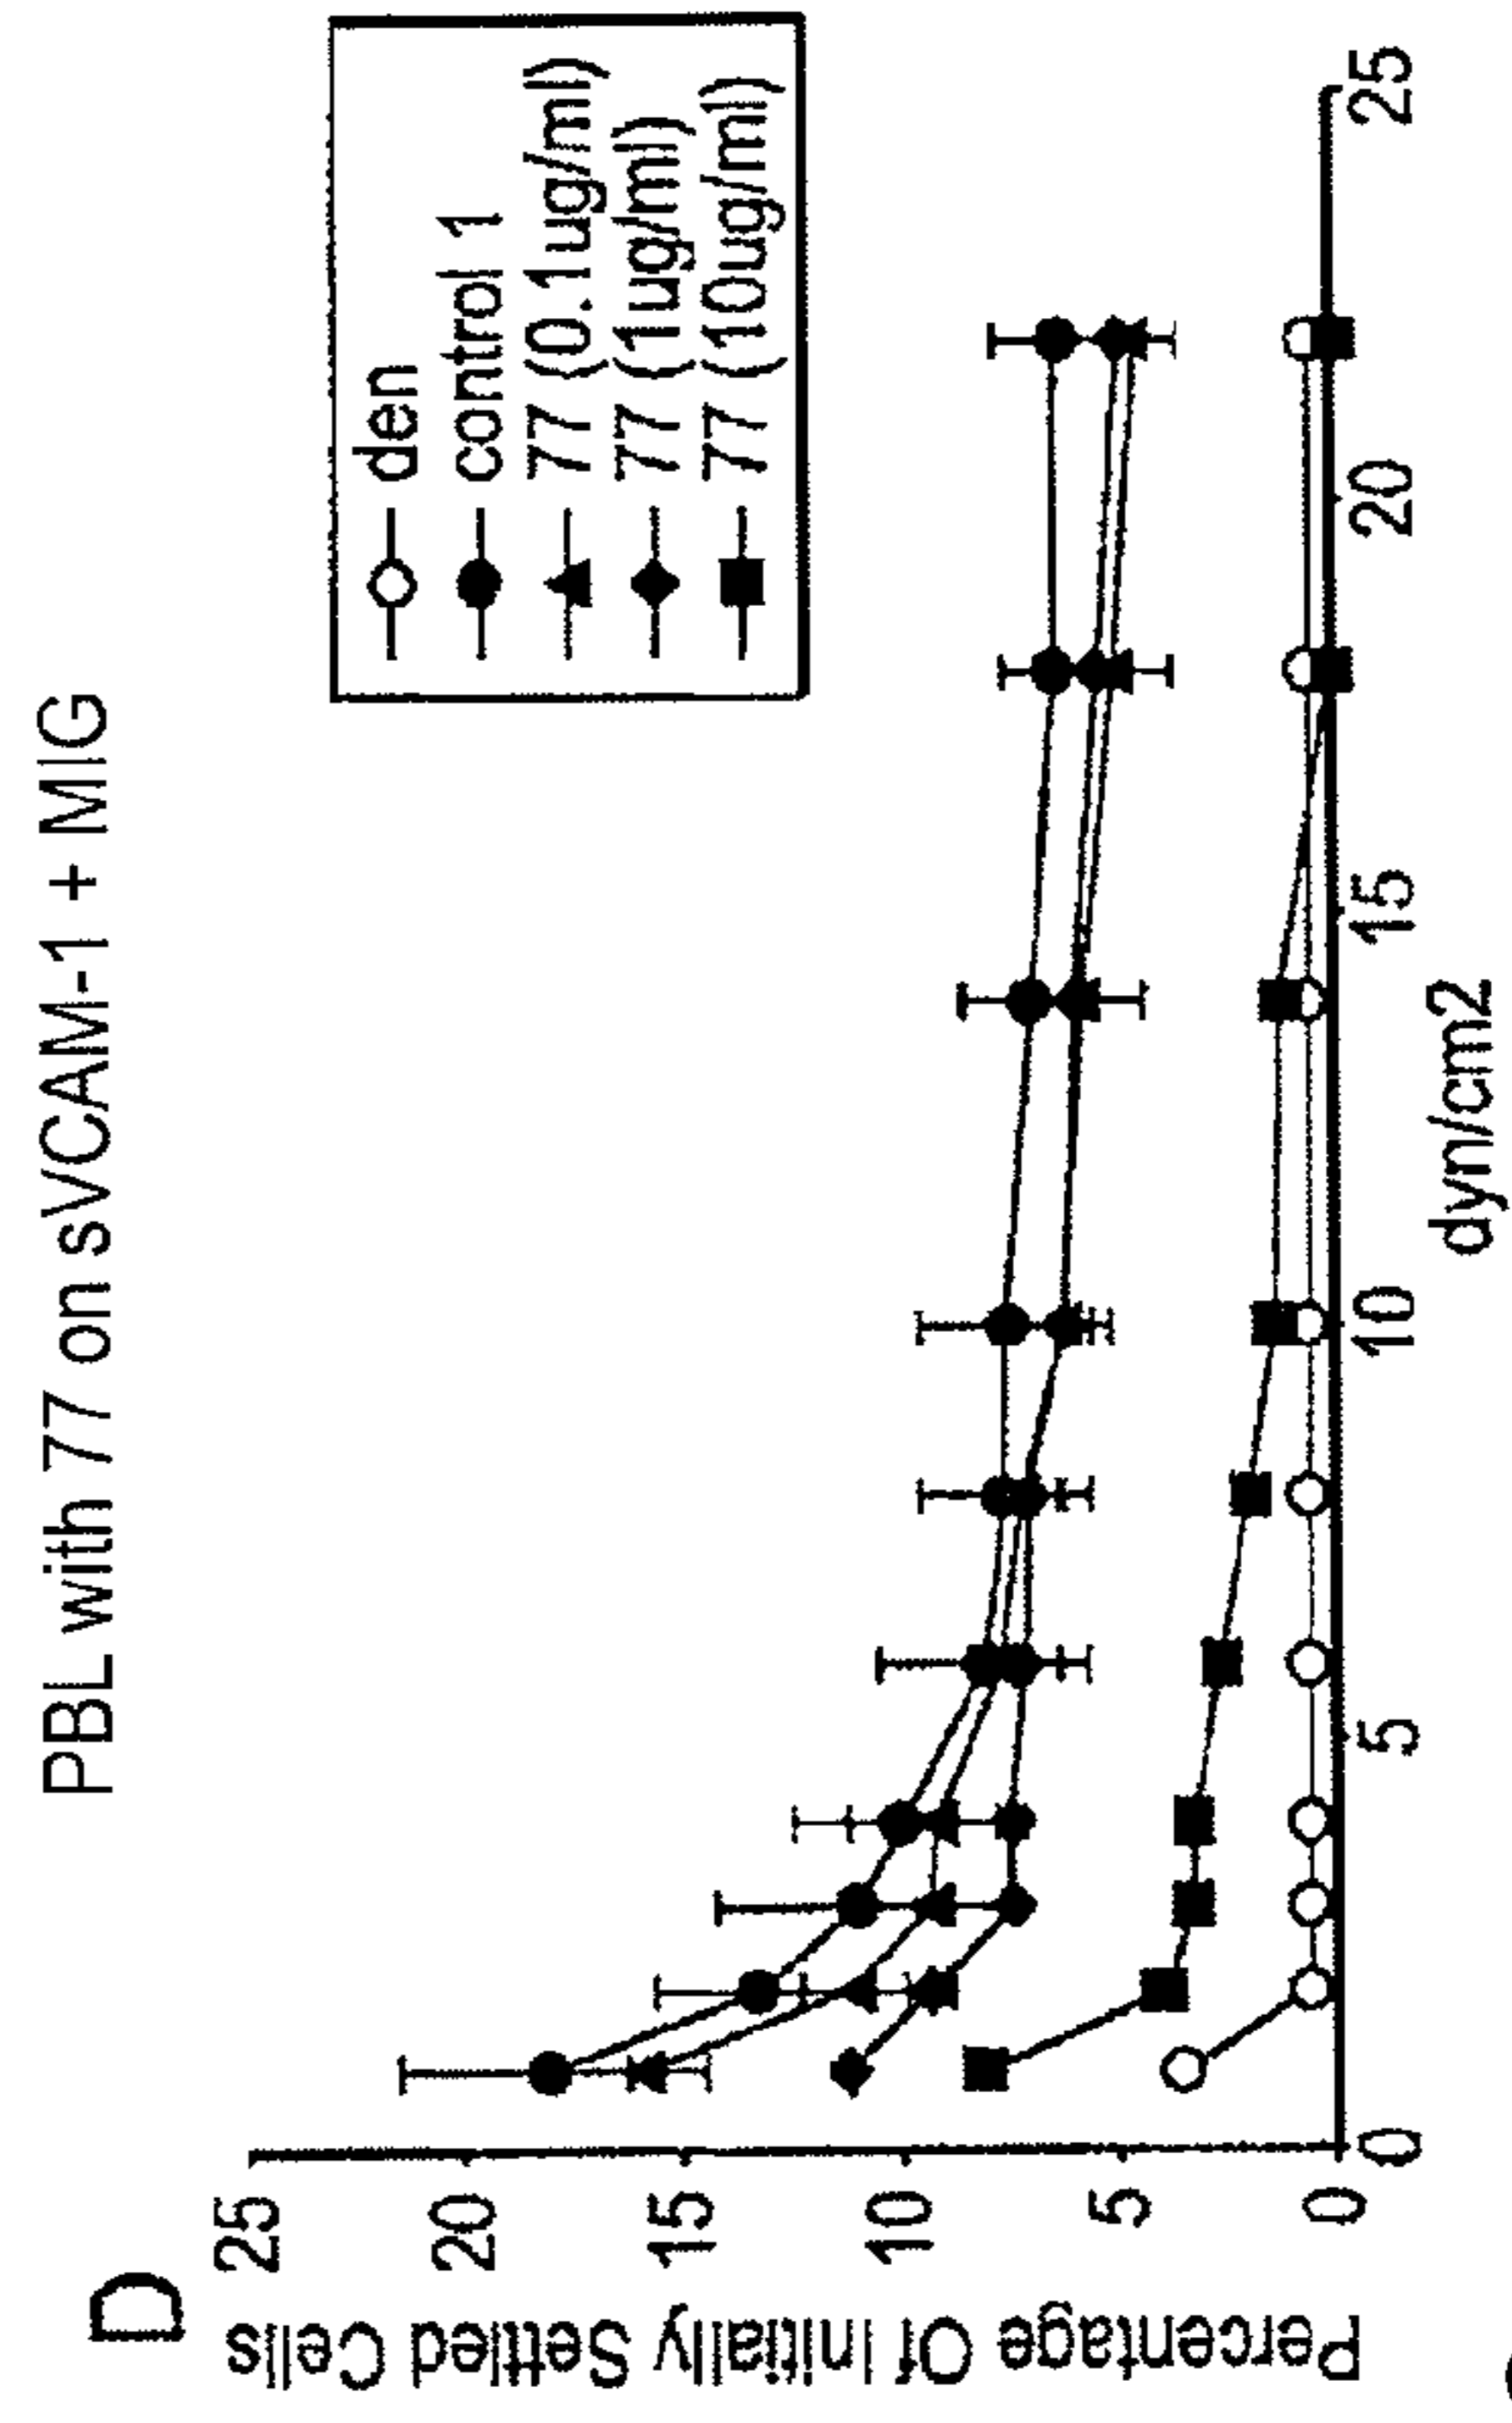 D
PBL with 77 on sVCAM-1 + MIG
den
control 1
77 (0.1ug/ml)
77 (1ug/ml)
77 (10ug/ml)
Percentage Of Initially Settled Cells
25
20
15
10
5
0
0
5
10
15
20
25
dyn/cm2